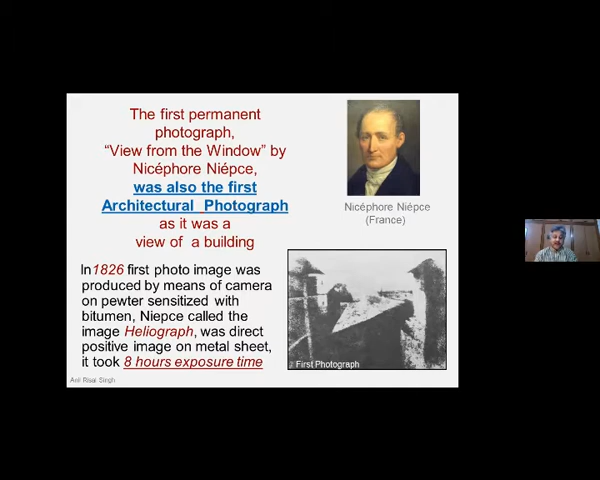 The first permanent
photograph,
“View from the Window” by
Nicéphore Niépce,
was also the first
Architectural Photograph
as it was a
view of a building
Nicéphore Niépce
(France)
In 1826 first photo image was
produced by means of camera
on pewter sensitized with
bitumen, Niepce called the
image Heliograph, was direct
positive image on metal sheet,
it took 8 hours exposure time
First Photograph
Anil Risal Singh